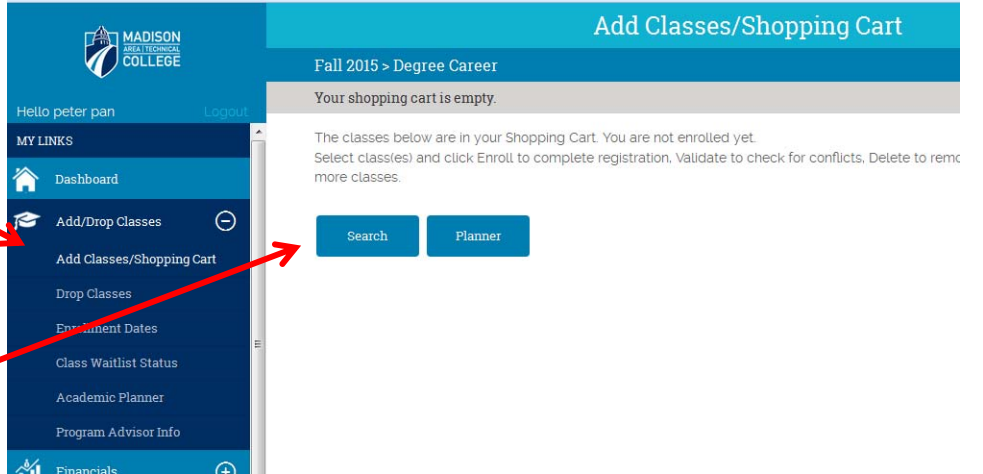 MADISON
AREA | TECHNICAL
COLLEGE
Hello peter pan Logout
MY LINKS
Dashboard
Add/Drop Classes
Add Classes/Shopping Cart
Drop Classes
Enrollment Dates
Class Waitlist Status
Academic Planner
Program Advisor Info
Financials
Add Classes/Shopping Cart
Fall 2015 > Degree Career
Your shopping cart is empty.
The classes below are in your Shopping Cart. You are not enrolled yet.
Select class(es) and click Enroll to complete registration, Validate to check for conflicts, Delete to remo
more classes.
Search Planner